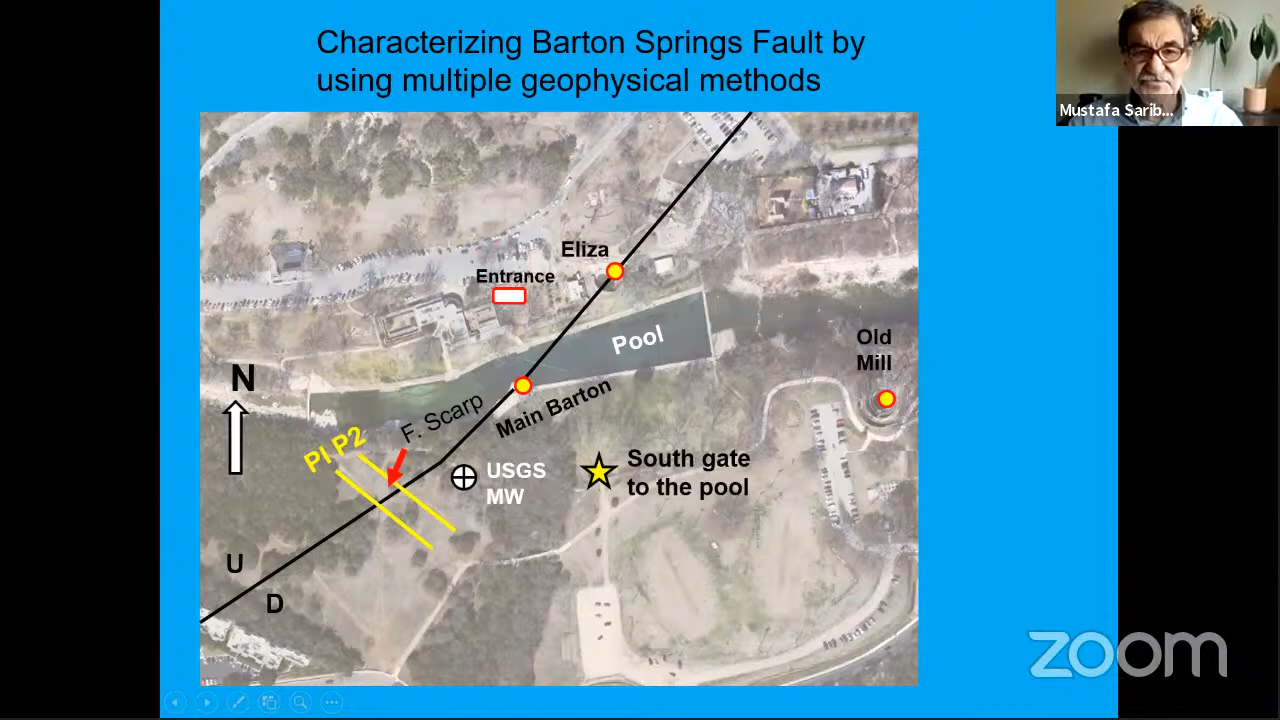 Characterizing Barton Springs Fault by
using multiple geophysical methods
Mustafa Sarib...
Eliza
Entrance
Pool
Old
Mill
N
F. Scarp
Main Barton
P1 P2
USGS
MW
South gate
to the pool
U
D
zoom